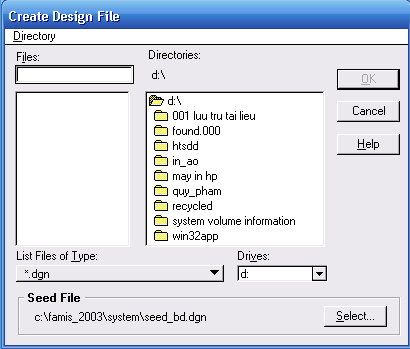 Create Design File
Directory
Files:
Directories:
d:\
OK
d:\
001 luu tru tai lieu
Cancel
found.000
htsdd
Help
in_ao
may in hp
quy_pham
recycled
system volume information
win32app
List Files of Type:
Drives:
*.dgn
d:
Seed File
c:\famis_2003\system\seed_bd.dgn
Select...